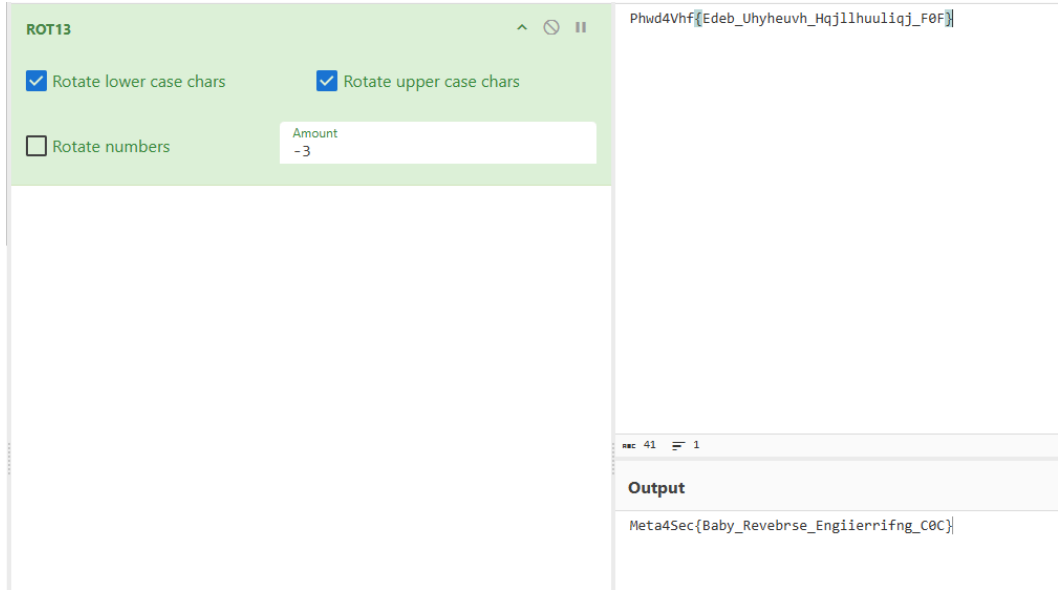 ROT13
Rotate lower case chars
Rotate upper case chars
Rotate numbers
Amount
-3
Phwd4Vhf{Edeb_Uhyheuvh_Hqjllhuuliqj_F0F}
ABC 41 1
Output
Meta4Sec{Baby_Revebrse_Engiierrifng_C0C}